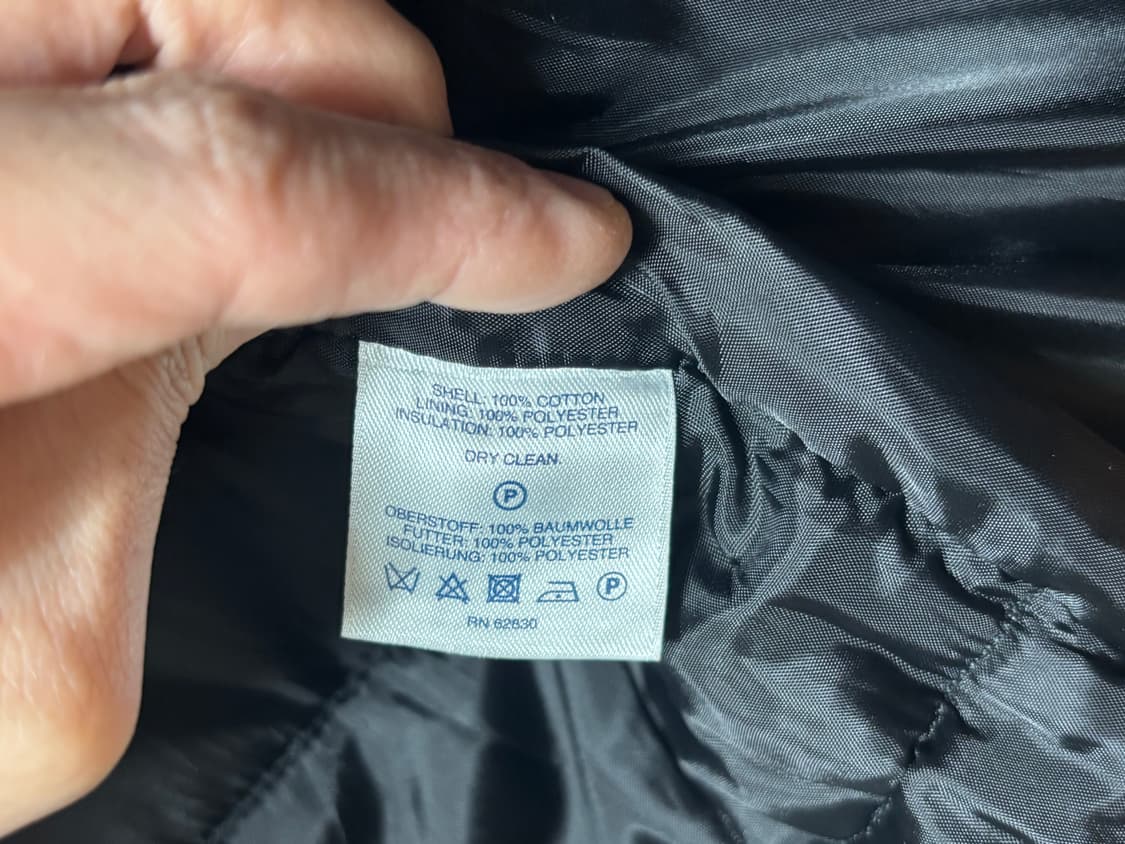 SHELL: 100% COTTON
LINING: 100% POLYESTER
INSULATION: 100% POLYESTER
DRY CLEAN.
P
OBERSTOFF: 100% BAUMWOLLE
FUTTER: 100% POLYESTER
ISOLIERUNG: 100% POLYESTER
P
RN 62630